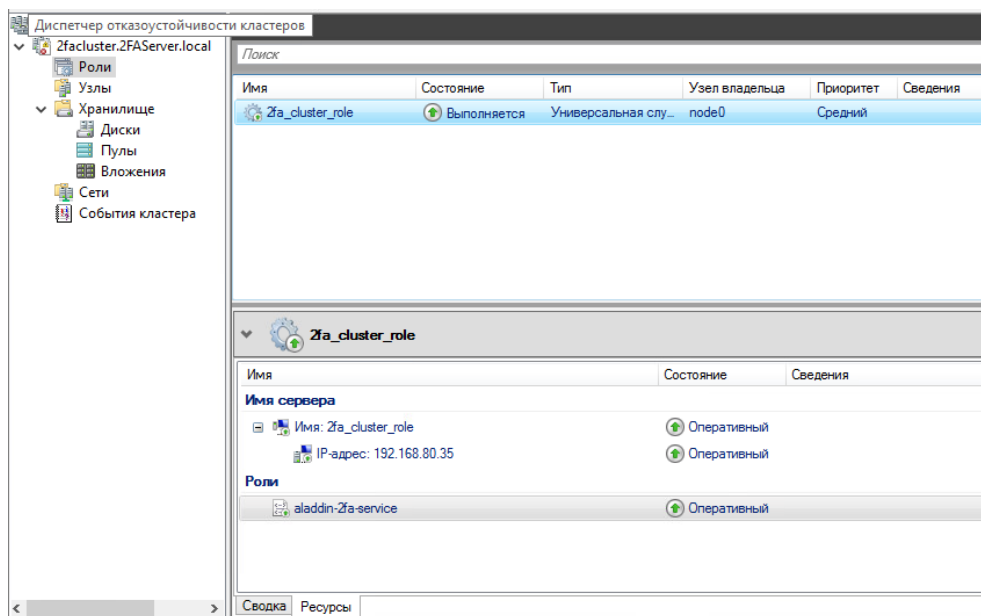 Диспетчер отказоустойчивости кластеров
2facluster.2FAServer.local
Роли
Узлы
Хранилище
Диски
Пулы
Вложения
Сети
События кластера
Поиск
Имя Состояние Тип Узел владельца Приоритет Сведения
2fa_cluster_role Выполняется Универсальная слу... node0 Средний
2fa_cluster_role
Имя Состояние Сведения
Имя сервера
Имя: 2fa_cluster_role Оперативный
IP-адрес: 192.168.80.35 Оперативный
Роли
aladdin-2fa-service Оперативный
Сводка Ресурсы